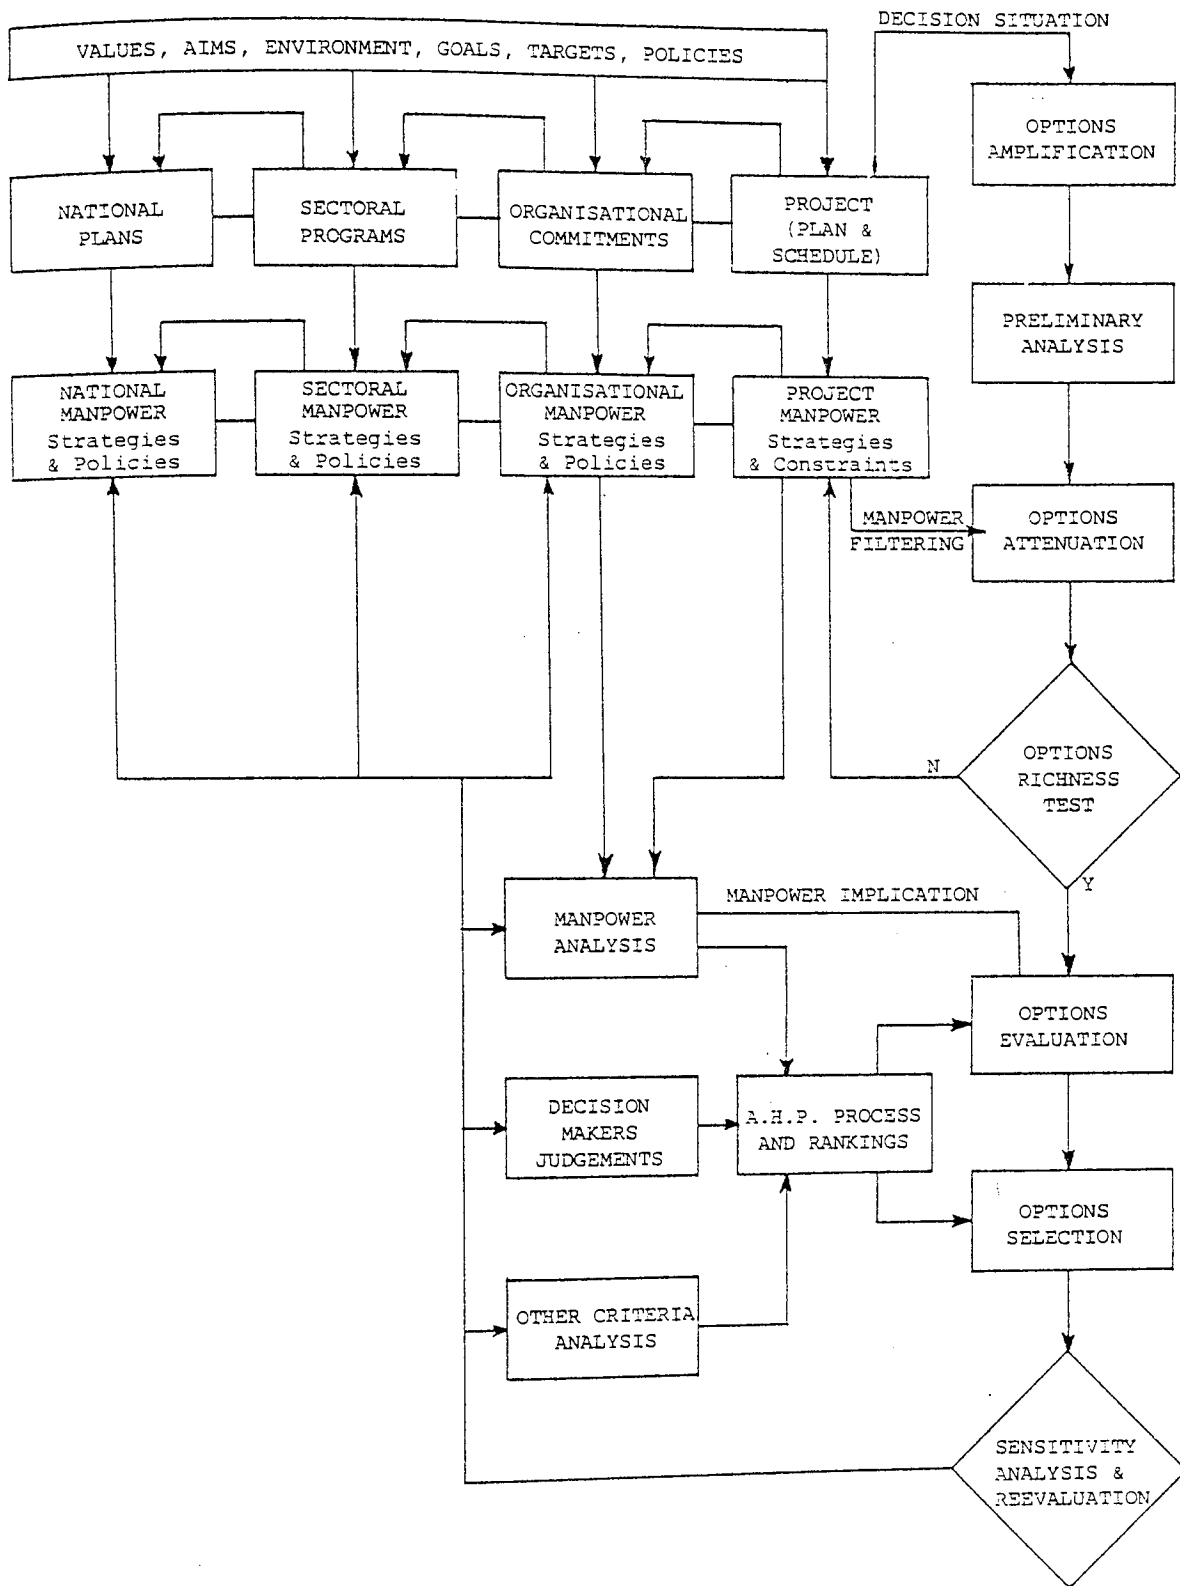 DECISION SITUATION
VALUES, AIMS, ENVIRONMENT, GOALS, TARGETS, POLICIES
OPTIONS
AMPLIFICATION
NATIONAL
PLANS
SECTORAL
PROGRAMS
ORGANISATIONAL
COMMITMENTS
PROJECT
(PLAN &
SCHEDULE)
PRELIMINARY
ANALYSIS
NATIONAL
MANPOWER
Strategies
& Policies
SECTORAL
MANPOWER
Strategies
& Policies
ORGANISATIONAL
MANPOWER
Strategies
& Policies
PROJECT
MANPOWER
Strategies
& Constraints
MANPOWER
FILTERING
OPTIONS
ATTENUATION
N
OPTIONS
RICHNESS
TEST
Y
MANPOWER IMPLICATION
MANPOWER
ANALYSIS
OPTIONS
EVALUATION
DECISION
MAKERS
JUDGEMENTS
A.H.P. PROCESS
AND RANKINGS
OPTIONS
SELECTION
OTHER CRITERIA
ANALYSIS
SENSITIVITY
ANALYSIS &
REEVALUATION